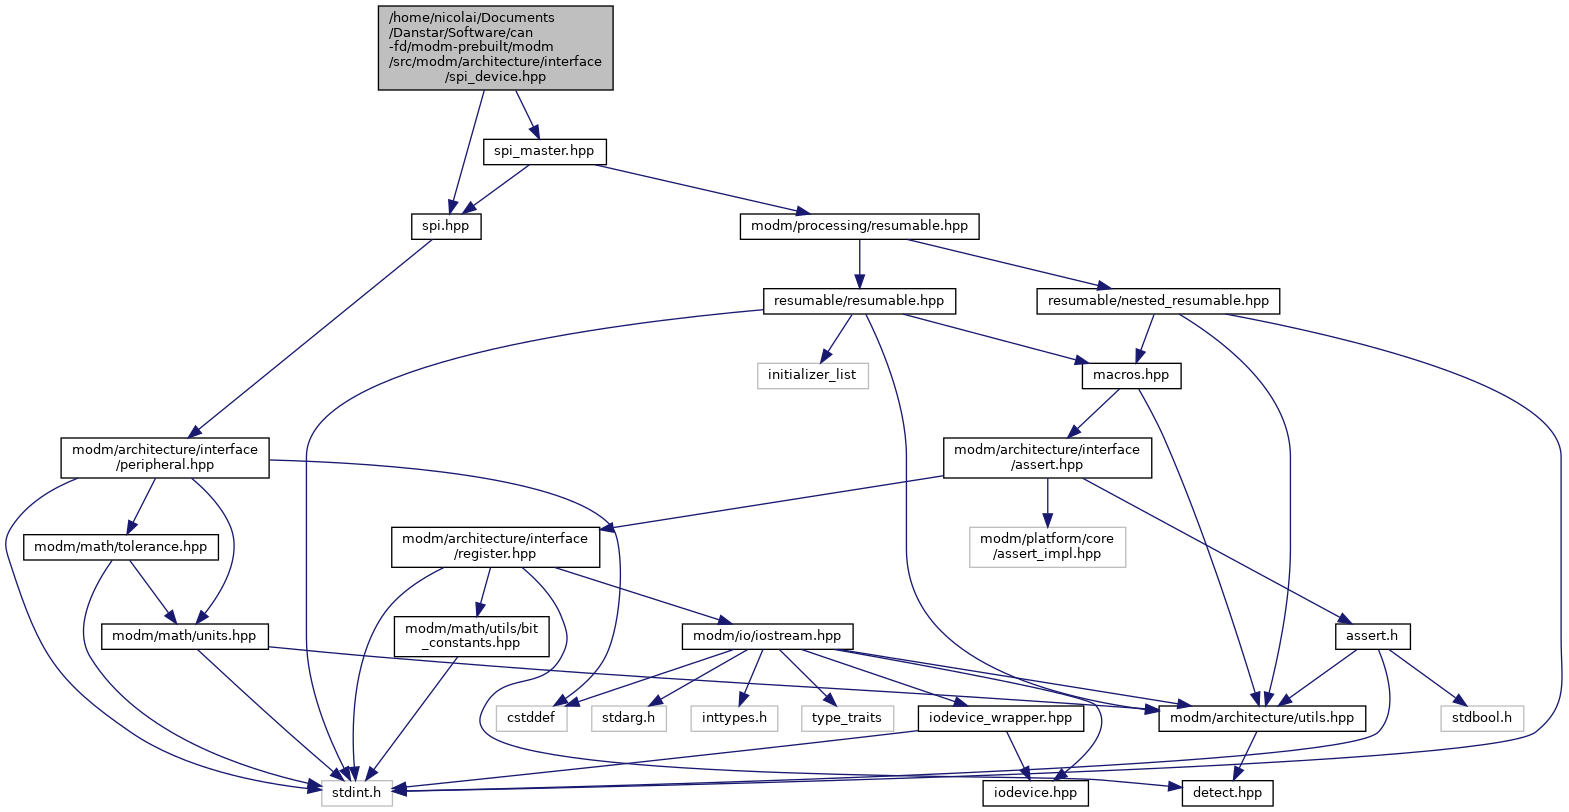 /home/nicolai/Documents
/Danstar/Software/can
-fd/modm-prebuilt/modm
/src/modm/architecture/interface
/spi_device.hpp
spi_master.hpp
spi.hpp
modm/processing/resumable.hpp
resumable/resumable.hpp
resumable/nested_resumable.hpp
initializer_list
macros.hpp
modm/architecture/interface
/peripheral.hpp
modm/architecture/interface
/assert.hpp
modm/math/tolerance.hpp
modm/architecture/interface
/register.hpp
modm/platform/core
/assert_impl.hpp
modm/math/units.hpp
modm/math/utils/bit
_constants.hpp
modm/io/iostream.hpp
assert.h
cstddef
stdarg.h
inttypes.h
type_traits
iodevice_wrapper.hpp
modm/architecture/utils.hpp
stdbool.h
stdint.h
iodevice.hpp
detect.hpp